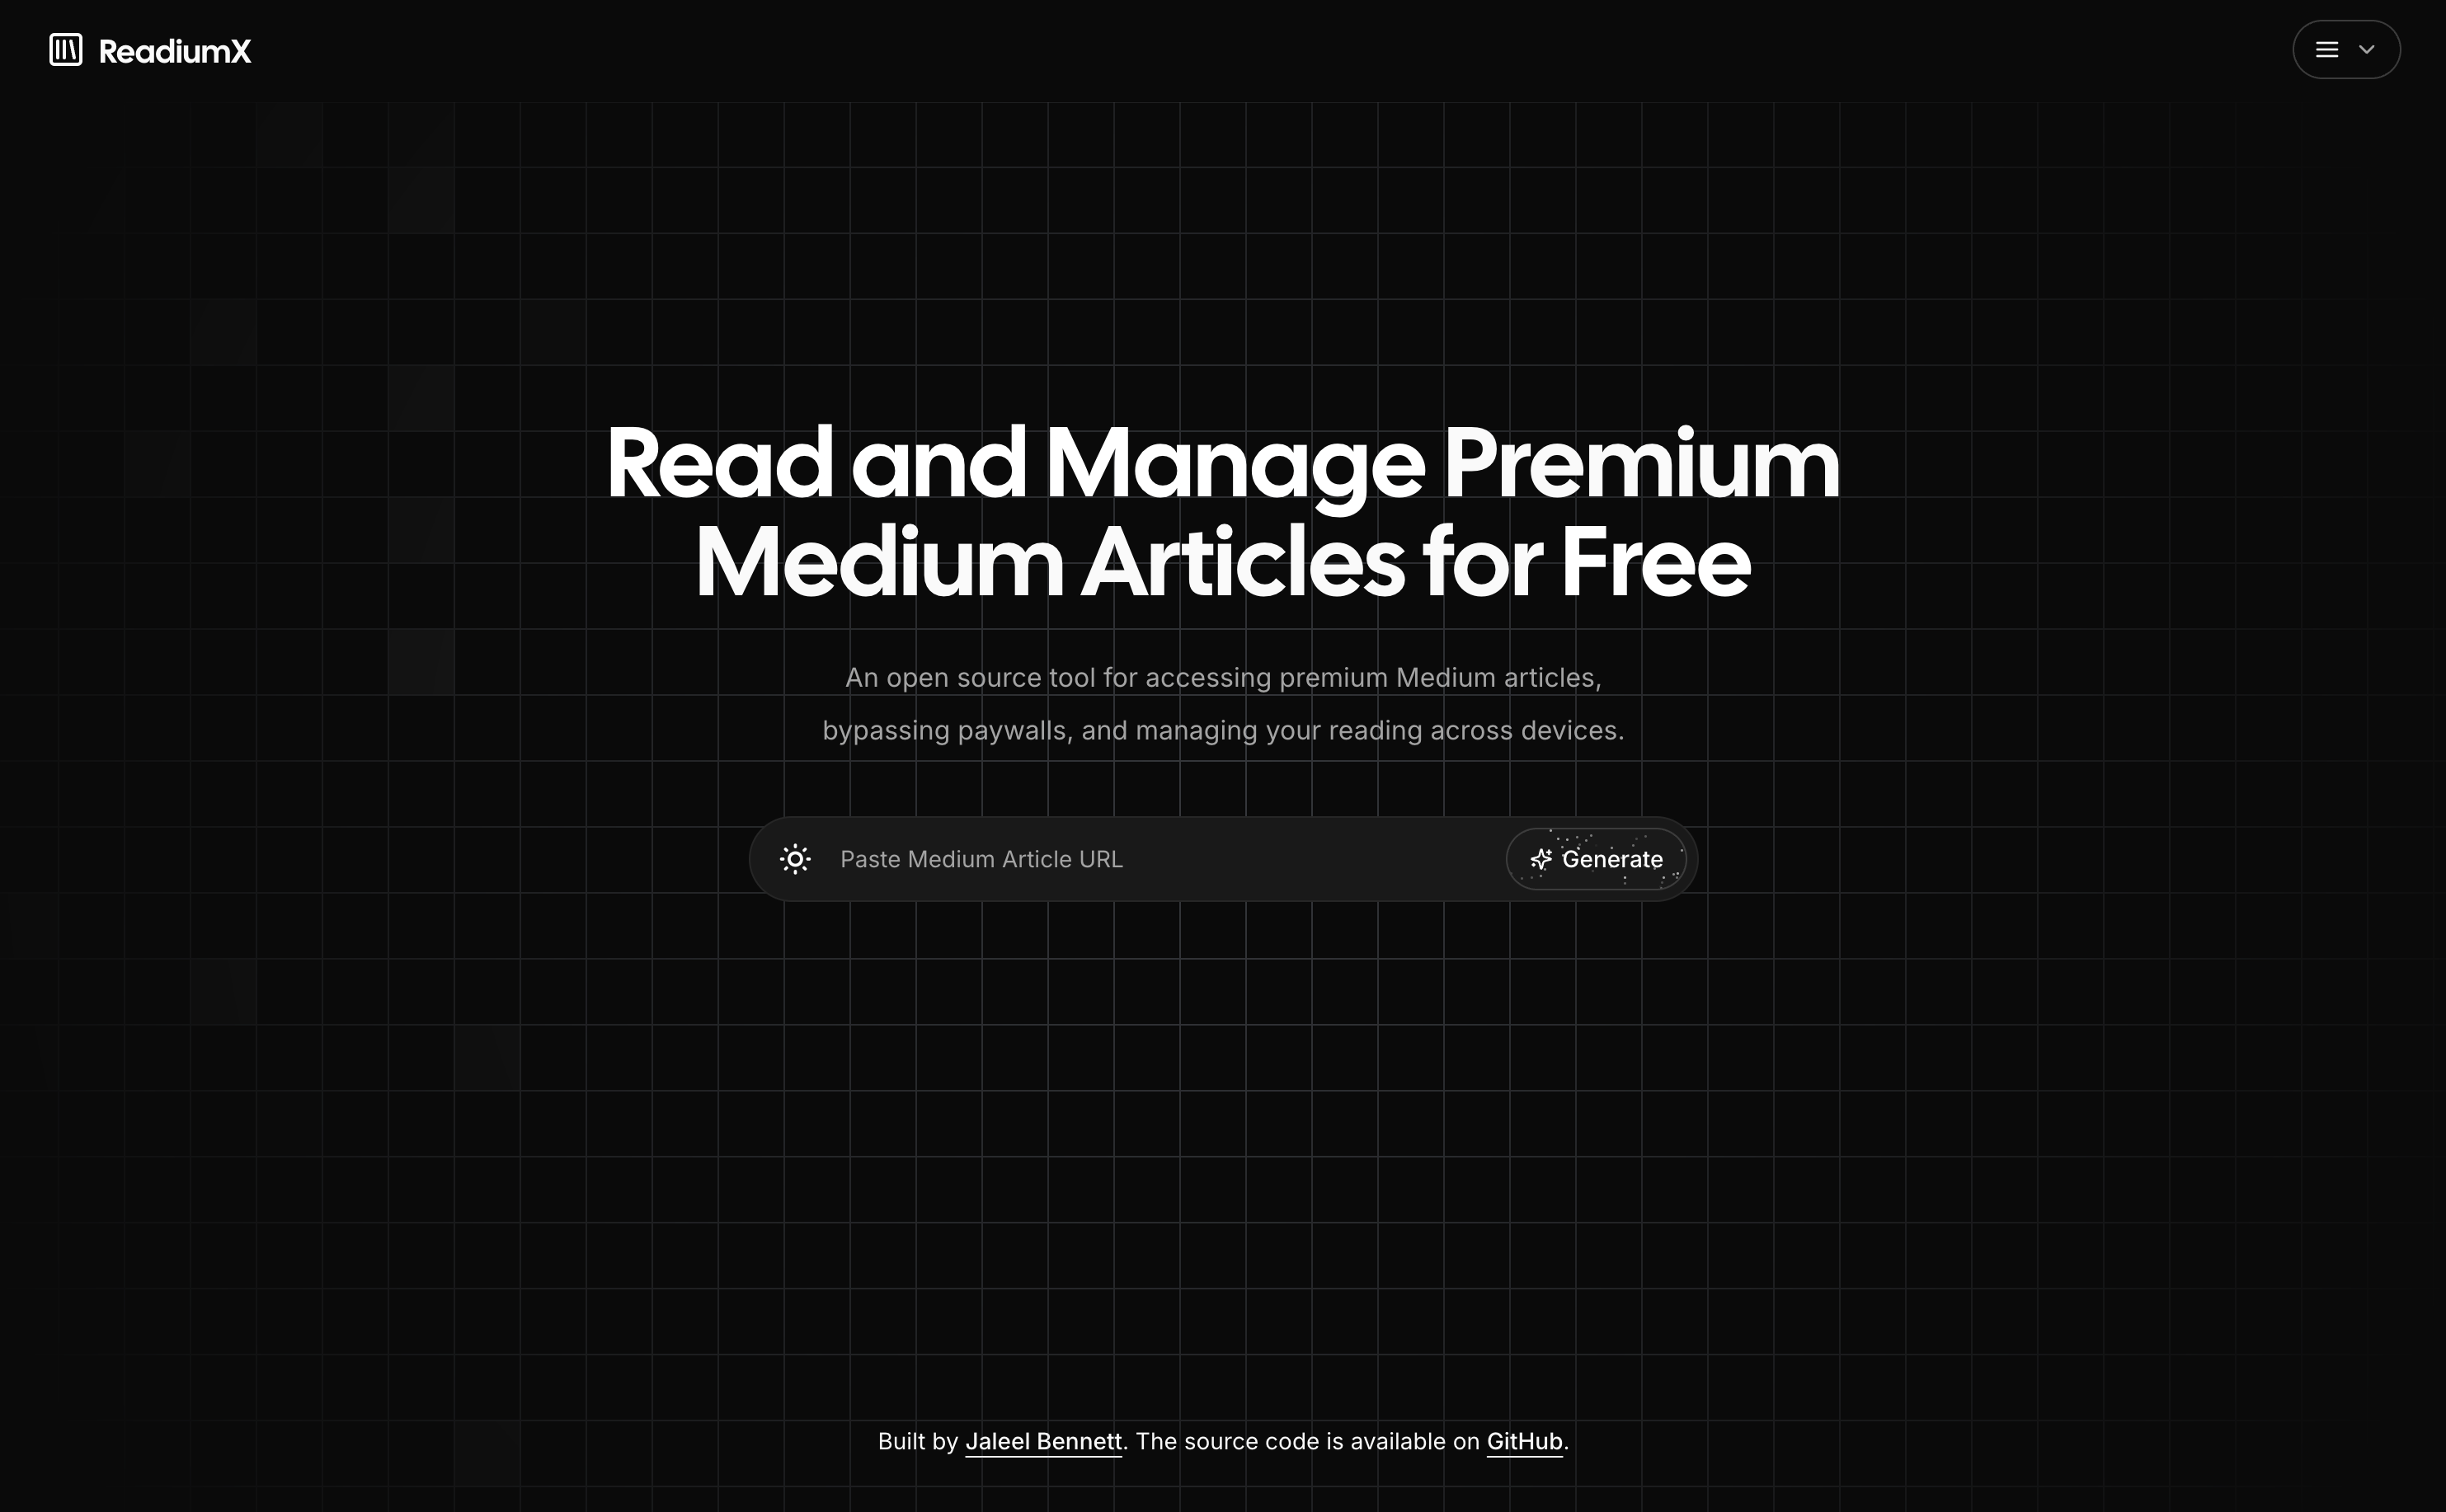 ReadiumX
Read and Manage Premium
Medium Articles for Free
An open source tool for accessing premium Medium articles,
bypassing paywalls, and managing your reading across devices.
Paste Medium Article URL
Generate
Built by Jaleel Bennett. The source code is available on GitHub.